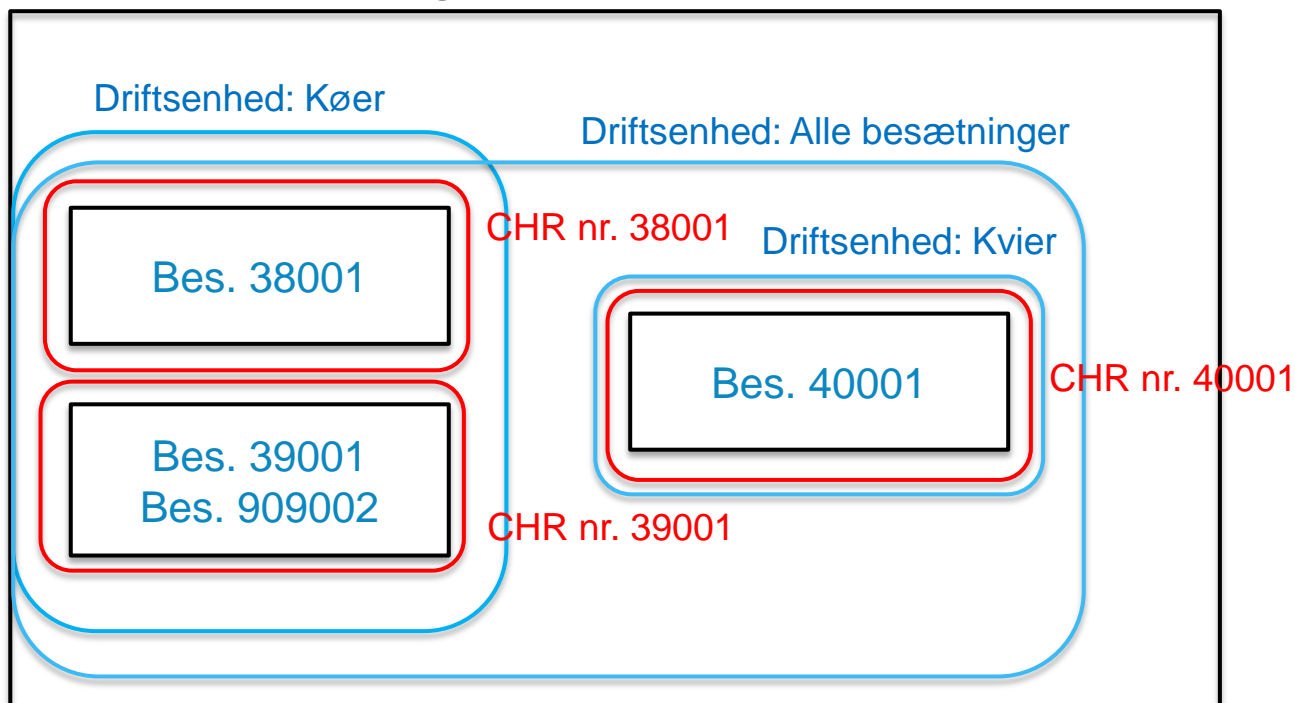 Driftsenhed: Køer
Driftsenhed: Alle besætninger
CHR nr. 38001
Driftsenhed: Kvier
Bes. 38001
Bes. 40001
CHR nr. 40001
Bes. 39001
Bes. 909002
CHR nr. 39001